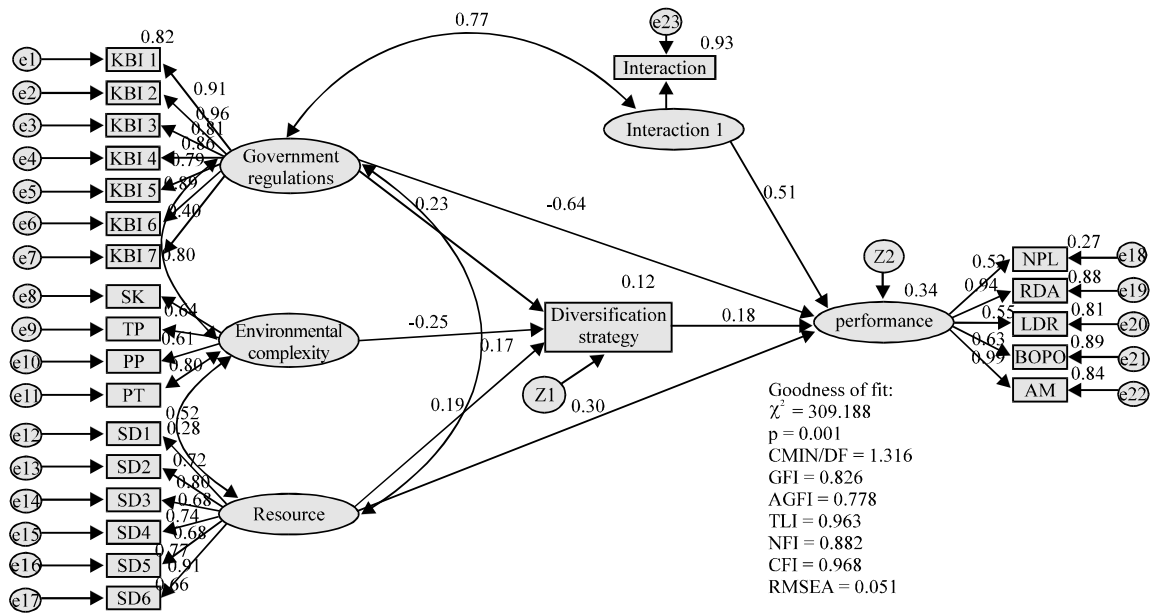 0.77
e23
0.93
Interaction
Interaction 1
0.82
e1 KBI 1
0.91
e2 KBI 2
0.96
e3 KBI 3
0.81
0.86
e4 KBI 4
0.79
e5 KBI 5
0.89
e6 KBI 6
0.40
e7 KBI 7
0.80
Government
regulations
0.23
-0.64
0.51
e8 SK
0.64
e9 TP
0.61
e10 PP
0.80
e11 PT
Environmental
complexity
-0.25
0.12
Diversification
strategy
0.18
0.17
Z1
0.19
0.30
Z2
0.34
performance
0.27
NPL e18
0.94
0.88
RDA e19
0.55
0.81
LDR e20
0.63
0.89
BOPO e21
0.99
0.84
AM e22
0.52
0.28
e12 SD1
0.72
e13 SD2
0.80
e14 SD3
0.68
0.74
e15 SD4
0.68
0.77
e16 SD5
0.91
0.66
e17 SD6
Resource
Goodness of fit:
χ² = 309.188
p = 0.001
CMIN/DF = 1.316
GFI = 0.826
AGFI = 0.778
TLI = 0.963
NFI = 0.882
CFI = 0.968
RMSEA = 0.051